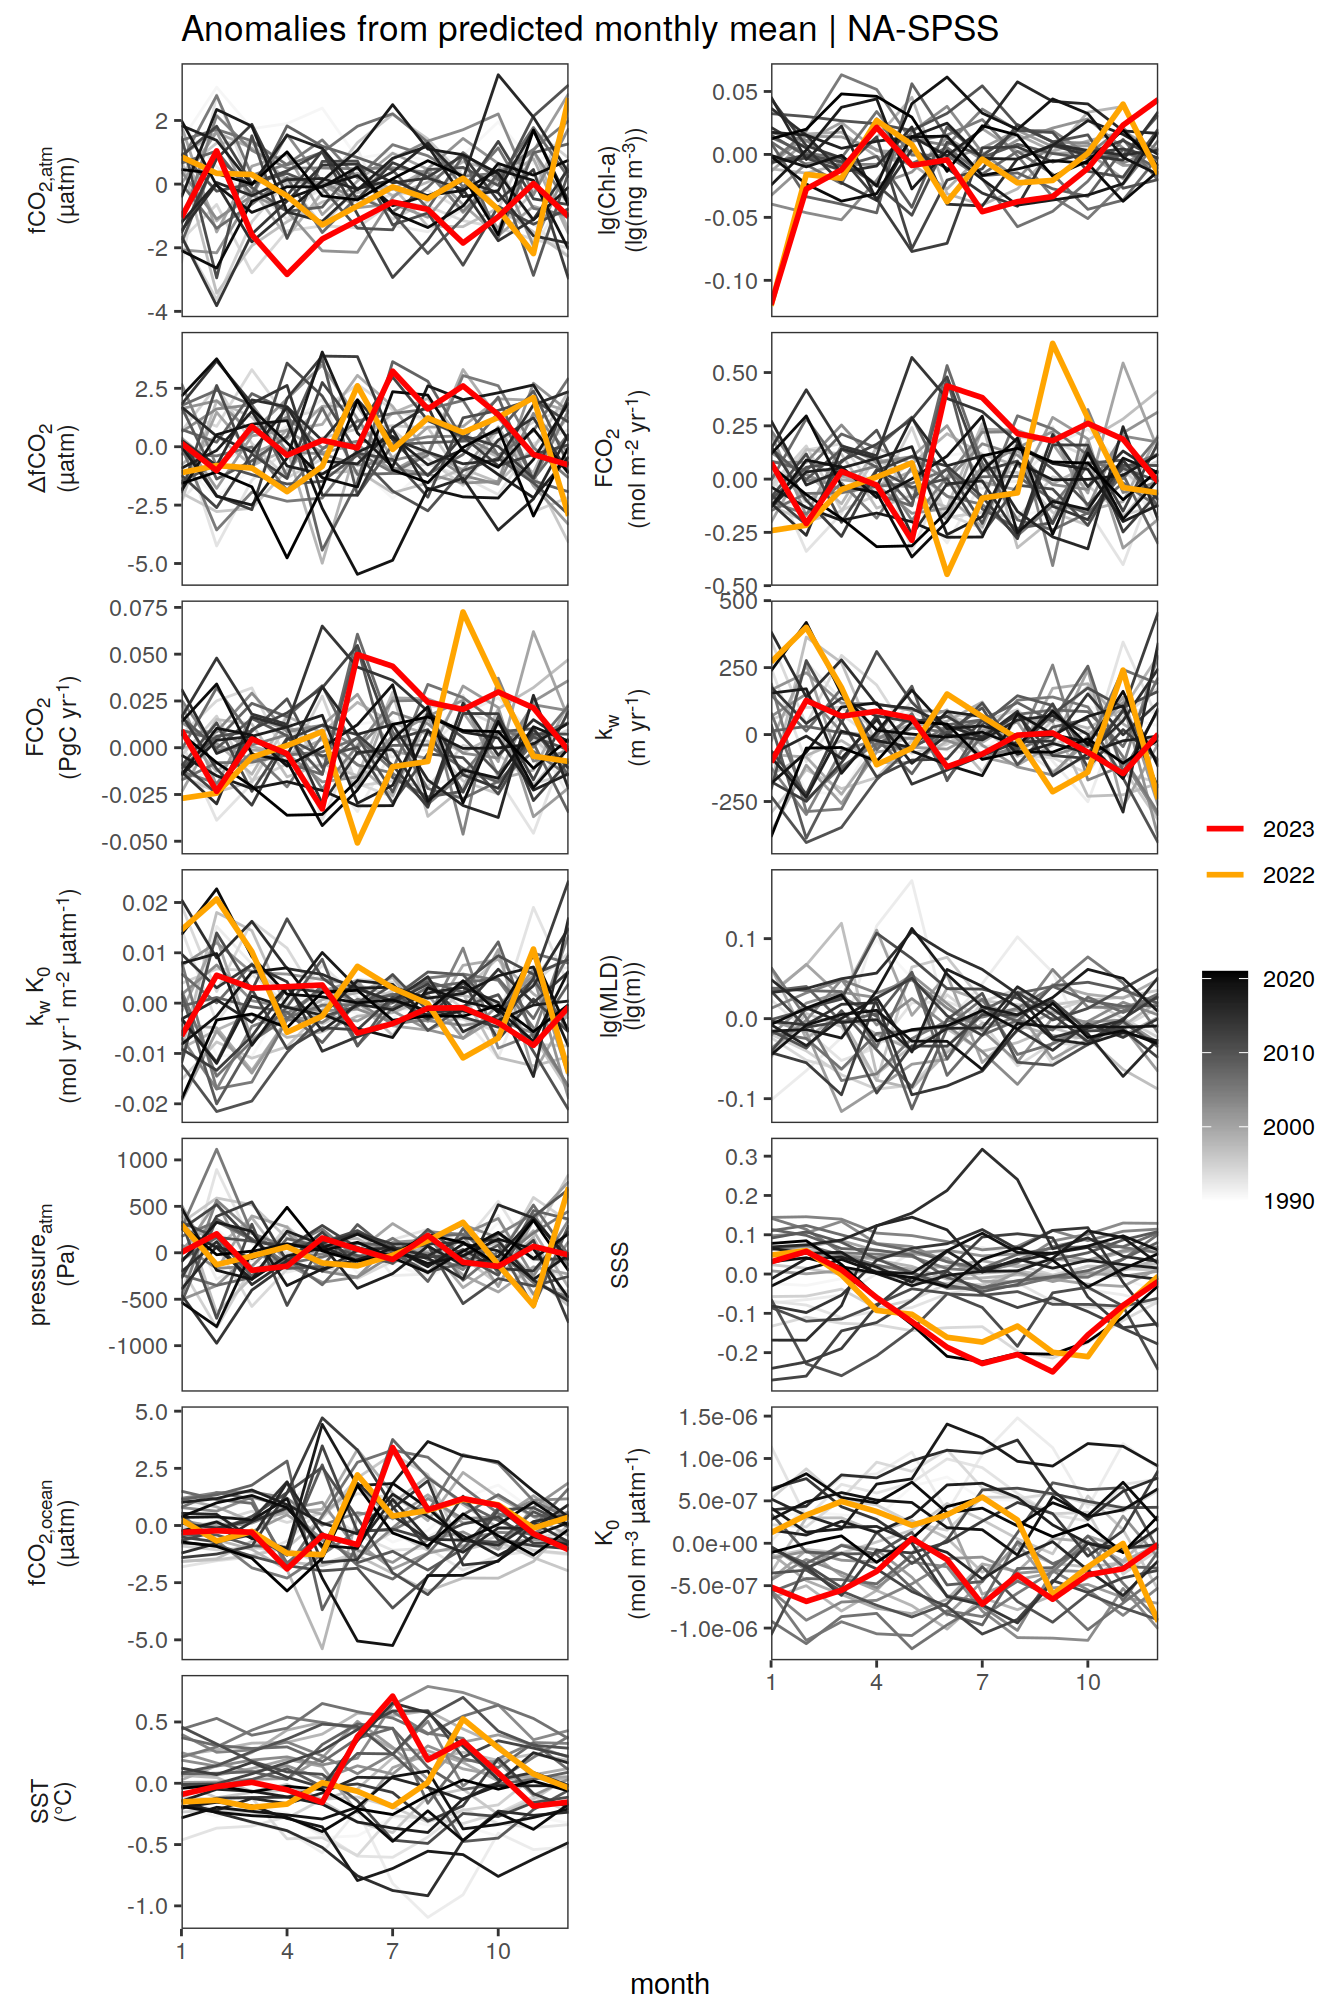 Anomalies from predicted monthly mean | NA-SPSS
fCO2,atm
(µatm)
2
0
-2
-4
lg(Chl-a)
(lg(mg m-3))
0.05
0.00
-0.05
-0.10
ΔfCO2
(µatm)
2.5
0.0
-2.5
-5.0
FCO2
(mol m-2 yr-1)
0.50
0.25
0.00
-0.25
-0.50
FCO2
(PgC yr-1)
0.075
0.050
0.025
0.000
-0.025
-0.050
kw
(m yr-1)
500
250
0
-250
kw K0
(mol yr-1 m-2 µatm-1)
0.02
0.01
0.00
-0.01
-0.02
lg(MLD)
(lg(m))
0.1
0.0
-0.1
pressureatm
(Pa)
1000
500
0
-500
-1000
SSS
0.3
0.2
0.1
0.0
-0.1
-0.2
fCO2,ocean
(µatm)
5.0
2.5
0.0
-2.5
-5.0
K0
(mol m-3 µatm-1)
1.5e-06
1.0e-06
5.0e-07
0.0e+00
-5.0e-07
-1.0e-06
1 4 7 10
SST
(°C)
0.5
0.0
-0.5
-1.0
1 4 7 10
month
2023
2022
2020
2010
2000
1990